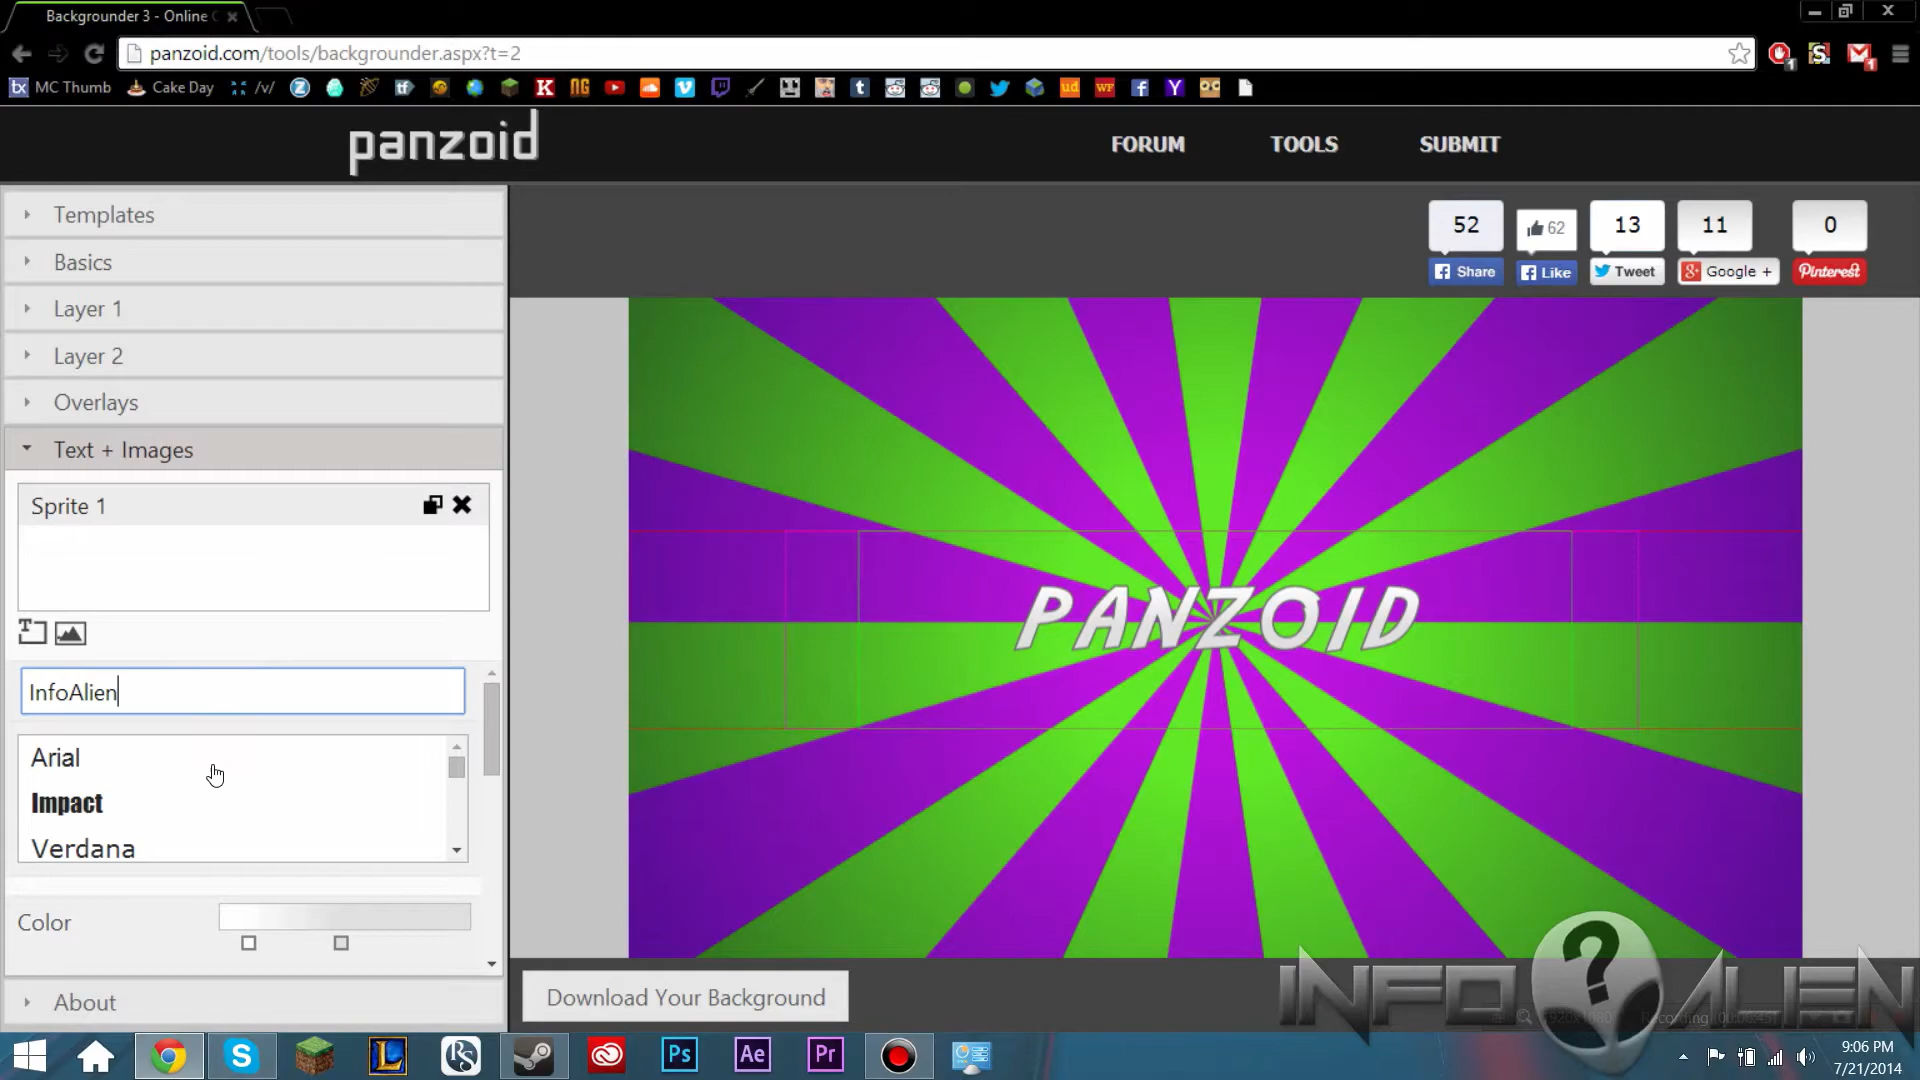 Backgrounder 3 - Online
panzoid.com/tools/backgrounder.aspx?t=2
MC Thumb
Cake Day
/v/
panzoid
FORUM
TOOLS
SUBMIT
Templates
Basics
Layer 1
Layer 2
Overlays
Text + Images
Sprite 1
InfoAlien
Arial
Impact
Verdana
Color
About
52
62
13
11
0
Share
Like
Tweet
Google +
Pinterest
PANZOID
Download Your Background
INFO ? ALIEN
1920x1080
9:06 PM
7/21/2014